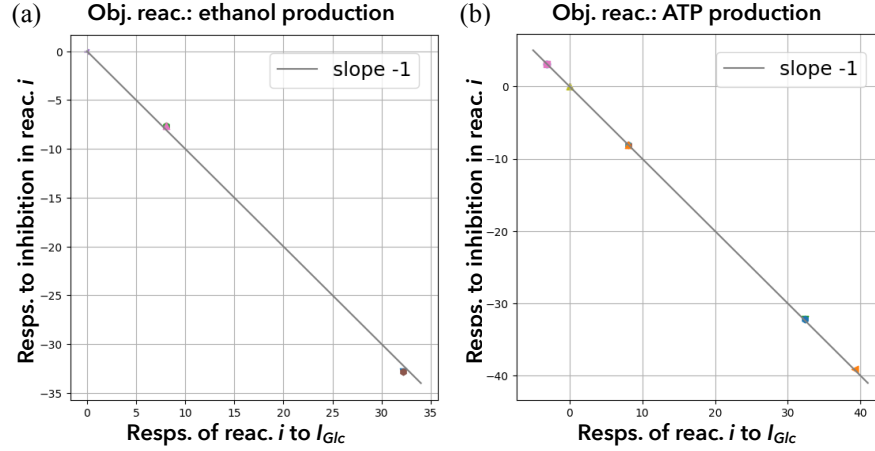 (a)
Obj. reac.: ethanol production
slope -1
0
−5
−10
−15
−20
−25
−30
−35
0
5
10
15
20
25
30
35
Resps. to inhibition in reac. i
Resps. of reac. i to I_Glc
(b)
Obj. reac.: ATP production
slope -1
0
−10
−20
−30
−40
0
10
20
30
40
Resps. to inhibition in reac. i
Resps. of reac. i to I_Glc